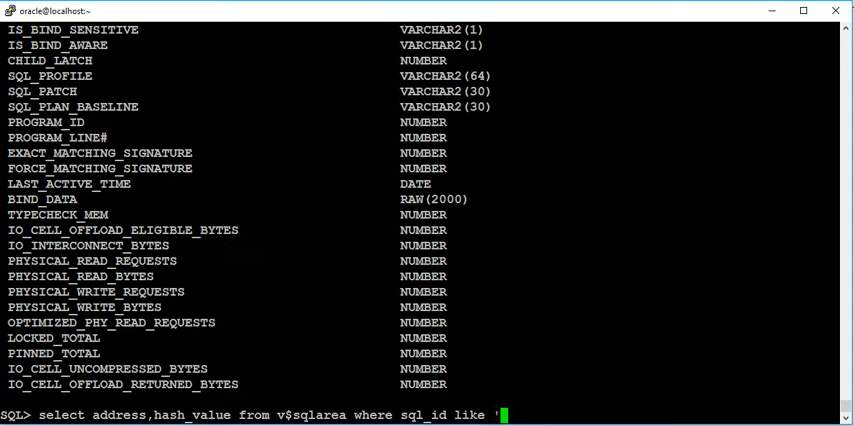 oracle@localhost:~
IS_BIND_SENSITIVE VARCHAR2(1)
IS_BIND_AWARE VARCHAR2(1)
CHILD_LATCH NUMBER
SQL_PROFILE VARCHAR2(64)
SQL_PATCH VARCHAR2(30)
SQL_PLAN_BASELINE VARCHAR2(30)
PROGRAM_ID NUMBER
PROGRAM_LINE# NUMBER
EXACT_MATCHING_SIGNATURE NUMBER
FORCE_MATCHING_SIGNATURE NUMBER
LAST_ACTIVE_TIME DATE
BIND_DATA RAW(2000)
TYPECHECK_MEM NUMBER
IO_CELL_OFFLOAD_ELIGIBLE_BYTES NUMBER
IO_INTERCONNECT_BYTES NUMBER
PHYSICAL_READ_REQUESTS NUMBER
PHYSICAL_READ_BYTES NUMBER
PHYSICAL_WRITE_REQUESTS NUMBER
PHYSICAL_WRITE_BYTES NUMBER
OPTIMIZED_PHY_READ_REQUESTS NUMBER
LOCKED_TOTAL NUMBER
PINNED_TOTAL NUMBER
IO_CELL_UNCOMPRESSED_BYTES NUMBER
IO_CELL_OFFLOAD_RETURNED_BYTES NUMBER
SQL> select address,hash_value from v$sqlarea where sql_id like '